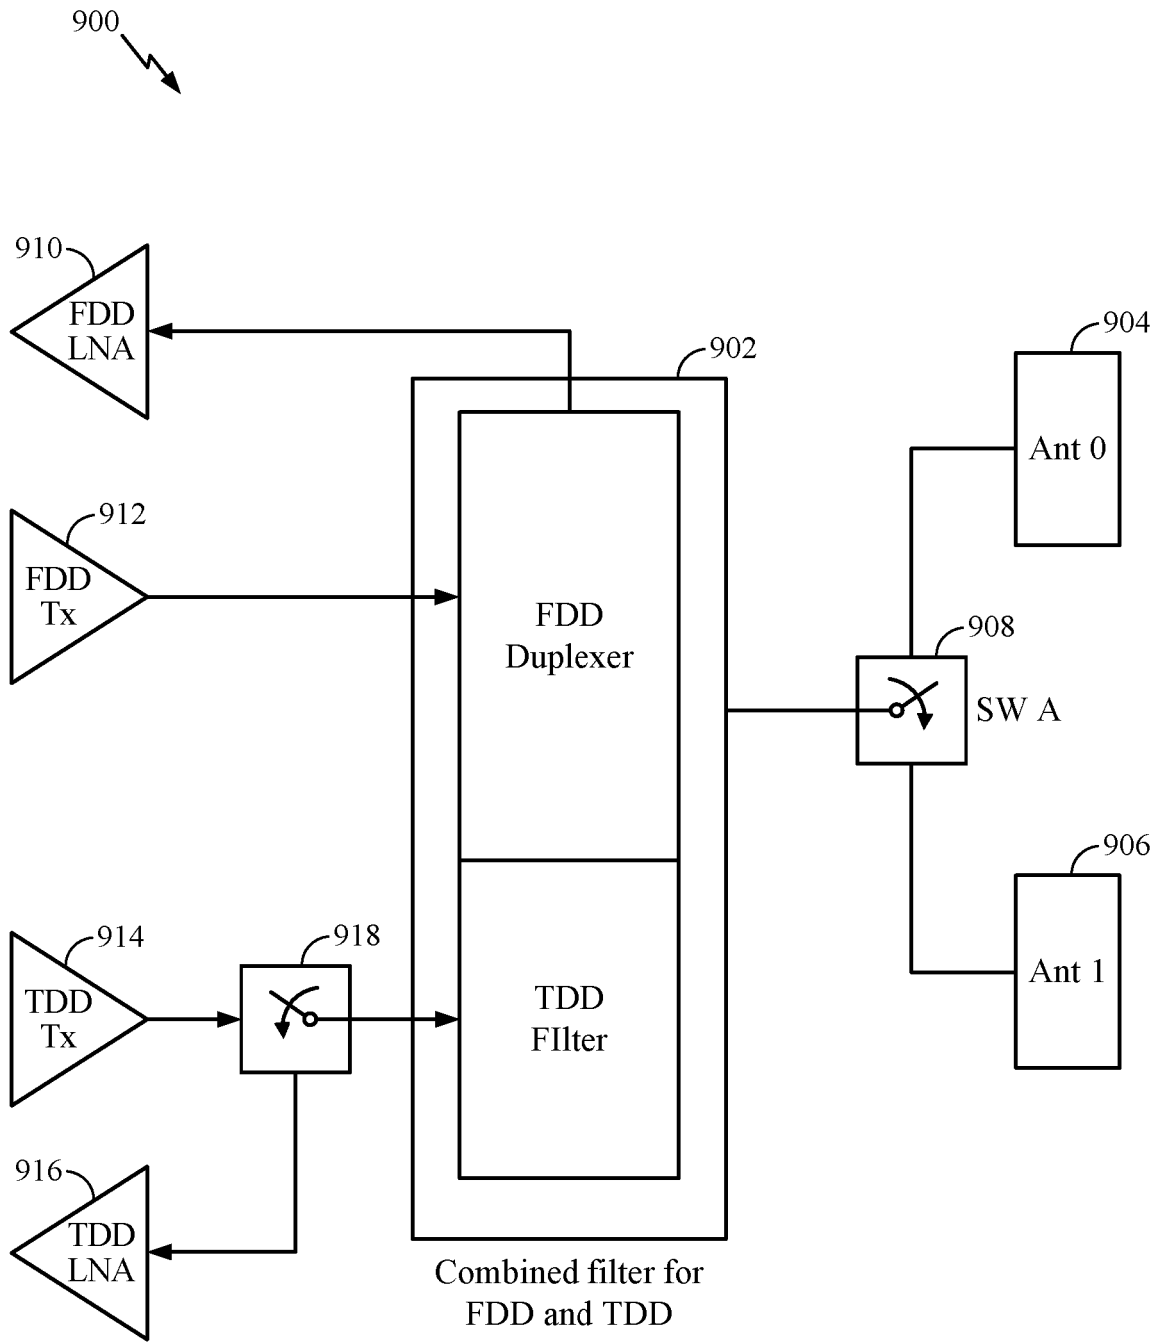 900
910
FDD
LNA
902
904
Ant 0
912
FDD
Tx
FDD
Duplexer
908
SW A
906
Ant 1
914
TDD
Tx
918
TDD
FIlter
916
TDD
LNA
Combined filter for
FDD and TDD